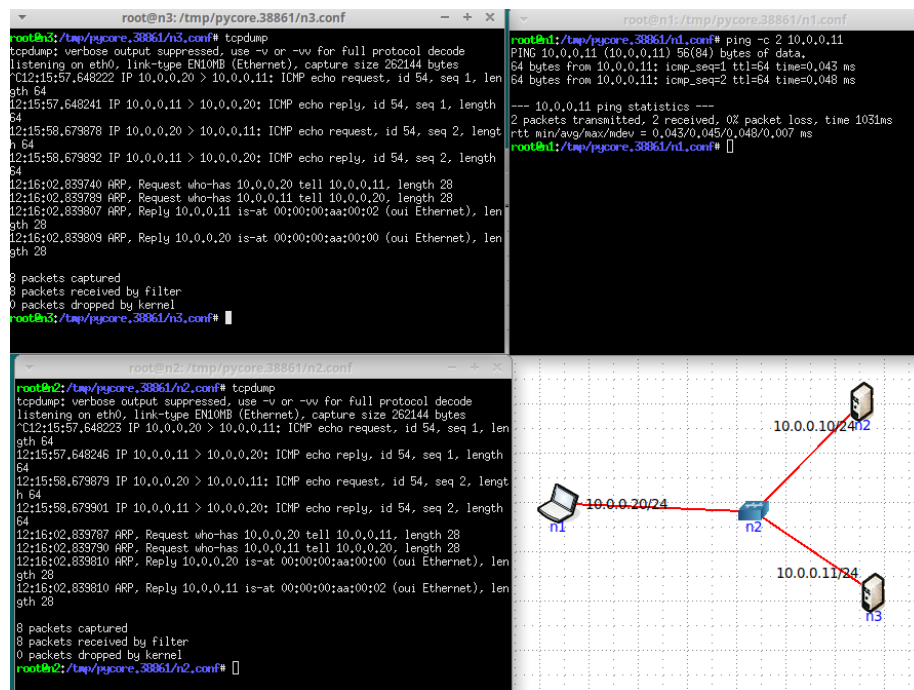 root@n3: /tmp/pycore.38861/n3.conf
root@n3:/tmp/pycore.38861/n3.conf# tcpdump
tcpdump: verbose output suppressed, use -v or -vv for full protocol decode
listening on eth0, link-type EN10MB (Ethernet), capture size 262144 bytes
^C12:15:57.648222 IP 10.0.0.20 > 10.0.0.11: ICMP echo request, id 54, seq 1, len
gth 64
12:15:57.648241 IP 10.0.0.11 > 10.0.0.20: ICMP echo reply, id 54, seq 1, length
64
12:15:58.679878 IP 10.0.0.20 > 10.0.0.11: ICMP echo request, id 54, seq 2, lengt
h 64
12:15:58.679892 IP 10.0.0.11 > 10.0.0.20: ICMP echo reply, id 54, seq 2, length
64
12:16:02.839740 ARP, Request who-has 10.0.0.20 tell 10.0.0.11, length 28
12:16:02.839789 ARP, Request who-has 10.0.0.11 tell 10.0.0.20, length 28
12:16:02.839807 ARP, Reply 10.0.0.11 is-at 00:00:00:aa:00:02 (oui Ethernet), len
gth 28
12:16:02.839809 ARP, Reply 10.0.0.20 is-at 00:00:00:aa:00:00 (oui Ethernet), len
gth 28
8 packets captured
8 packets received by filter
0 packets dropped by kernel
root@n3:/tmp/pycore.38861/n3.conf#
root@n1: /tmp/pycore.38861/n1.conf
root@n1:/tmp/pycore.38861/n1.conf# ping -c 2 10.0.0.11
PING 10.0.0.11 (10.0.0.11) 56(84) bytes of data.
64 bytes from 10.0.0.11: icmp_seq=1 ttl=64 time=0.043 ms
64 bytes from 10.0.0.11: icmp_seq=2 ttl=64 time=0.048 ms
--- 10.0.0.11 ping statistics ---
2 packets transmitted, 2 received, 0% packet loss, time 1031ms
rtt min/avg/max/mdev = 0.043/0.045/0.048/0.007 ms
root@n1:/tmp/pycore.38861/n1.conf#
root@n2: /tmp/pycore.38861/n2.conf
root@n2:/tmp/pycore.38861/n2.conf# tcpdump
tcpdump: verbose output suppressed, use -v or -vv for full protocol decode
listening on eth0, link-type EN10MB (Ethernet), capture size 262144 bytes
^C12:15:57.648223 IP 10.0.0.20 > 10.0.0.11: ICMP echo request, id 54, seq 1, len
gth 64
12:15:57.648246 IP 10.0.0.11 > 10.0.0.20: ICMP echo reply, id 54, seq 1, length
64
12:15:58.679879 IP 10.0.0.20 > 10.0.0.11: ICMP echo request, id 54, seq 2, lengt
h 64
12:15:58.679901 IP 10.0.0.11 > 10.0.0.20: ICMP echo reply, id 54, seq 2, length
64
12:16:02.839787 ARP, Request who-has 10.0.0.20 tell 10.0.0.11, length 28
12:16:02.839790 ARP, Request who-has 10.0.0.11 tell 10.0.0.20, length 28
12:16:02.839810 ARP, Reply 10.0.0.20 is-at 00:00:00:aa:00:00 (oui Ethernet), len
gth 28
12:16:02.839810 ARP, Reply 10.0.0.11 is-at 00:00:00:aa:00:02 (oui Ethernet), len
gth 28
8 packets captured
8 packets received by filter
0 packets dropped by kernel
root@n2:/tmp/pycore.38861/n2.conf#
10.0.0.10/24
n2
10.0.0.20/24
n1
n2
10.0.0.11/24
n3